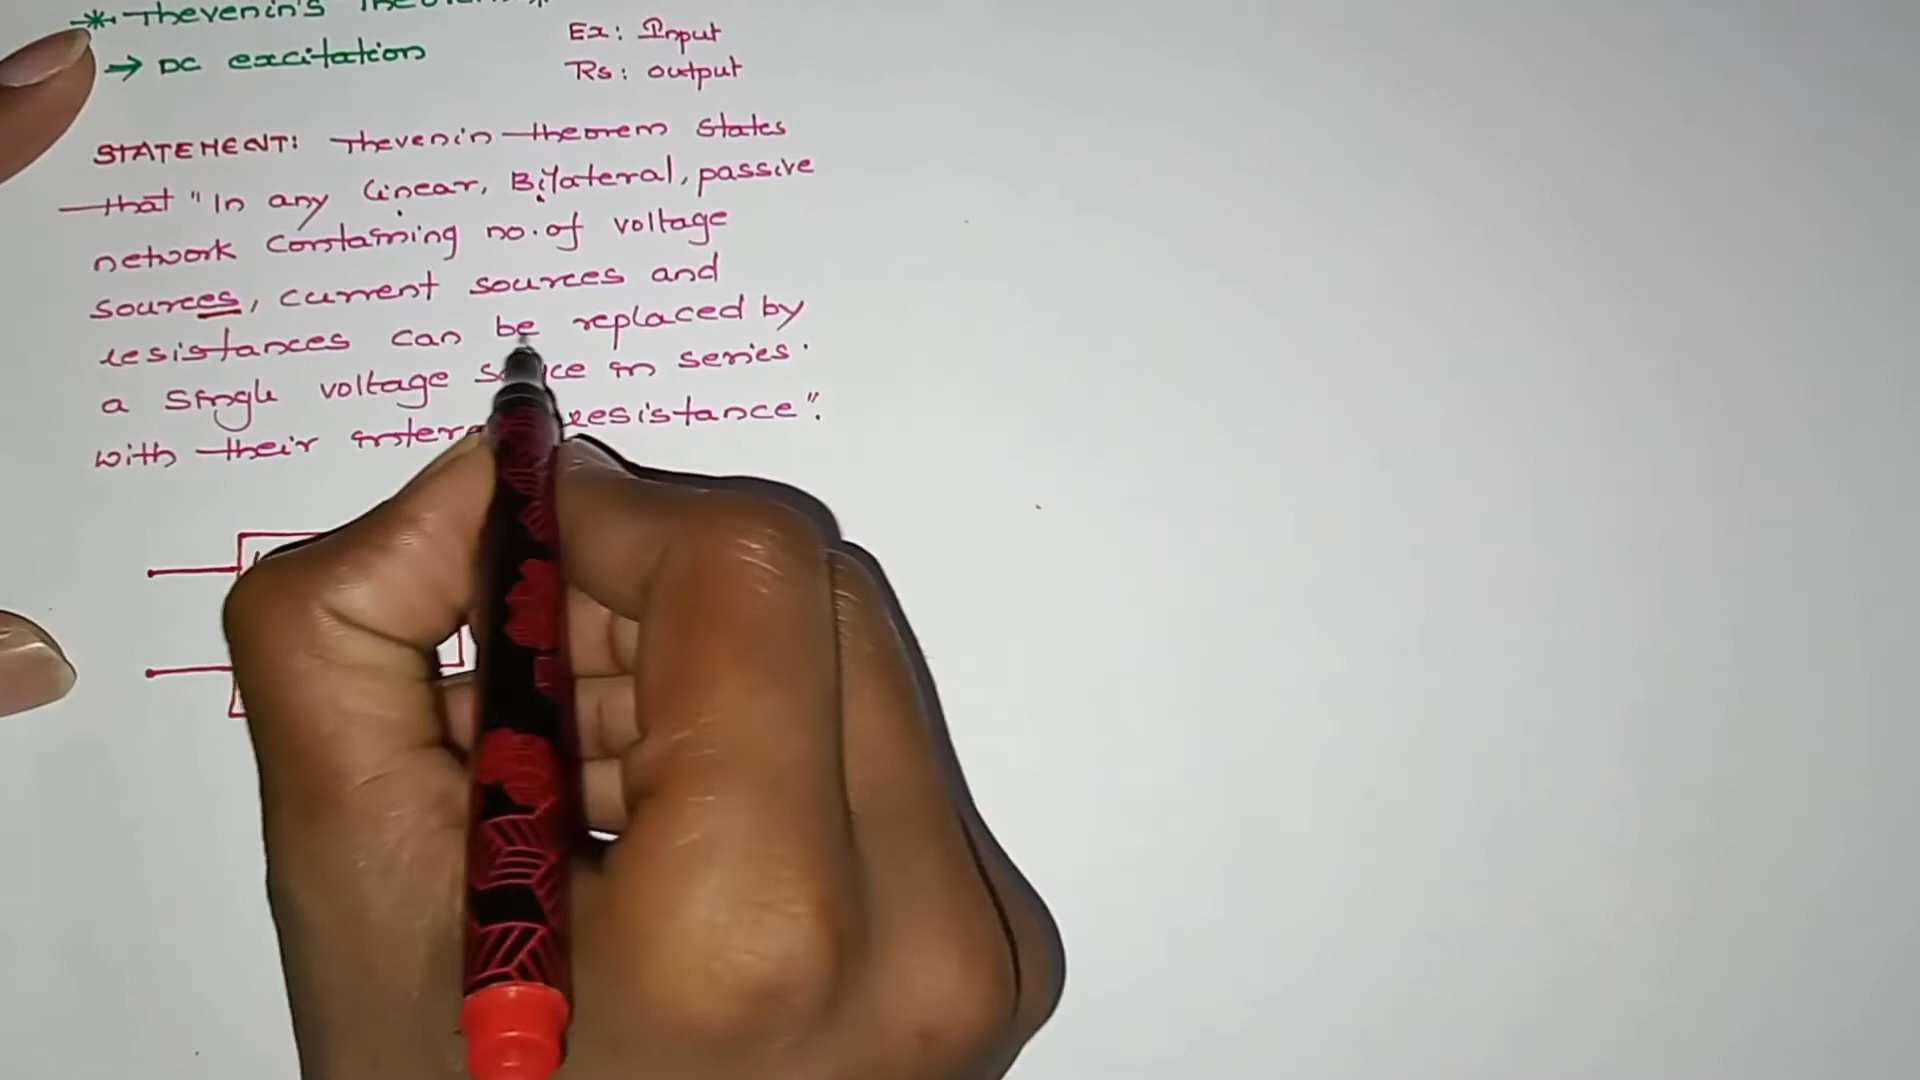 * Thevenin's
→ DC excitation
Ex: Input
Rs: output
STATEMENT: Thevenin theorem states
that "In any linear, Bilateral, passive
network containing no. of voltage
sources, current sources and
resistances can be replaced by
a single voltage in series
with their resistance".